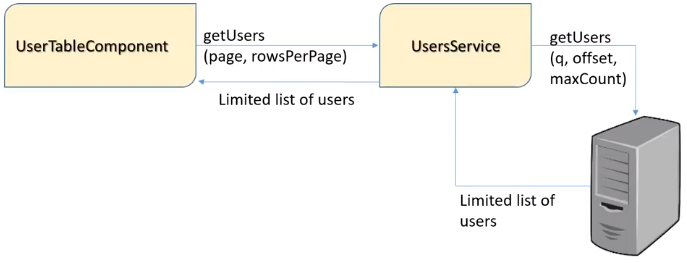 UserTableComponent
getUsers
(page, rowsPerPage)
Limited list of users
UsersService
getUsers
(q, offset,
maxCount)
Limited list of
users